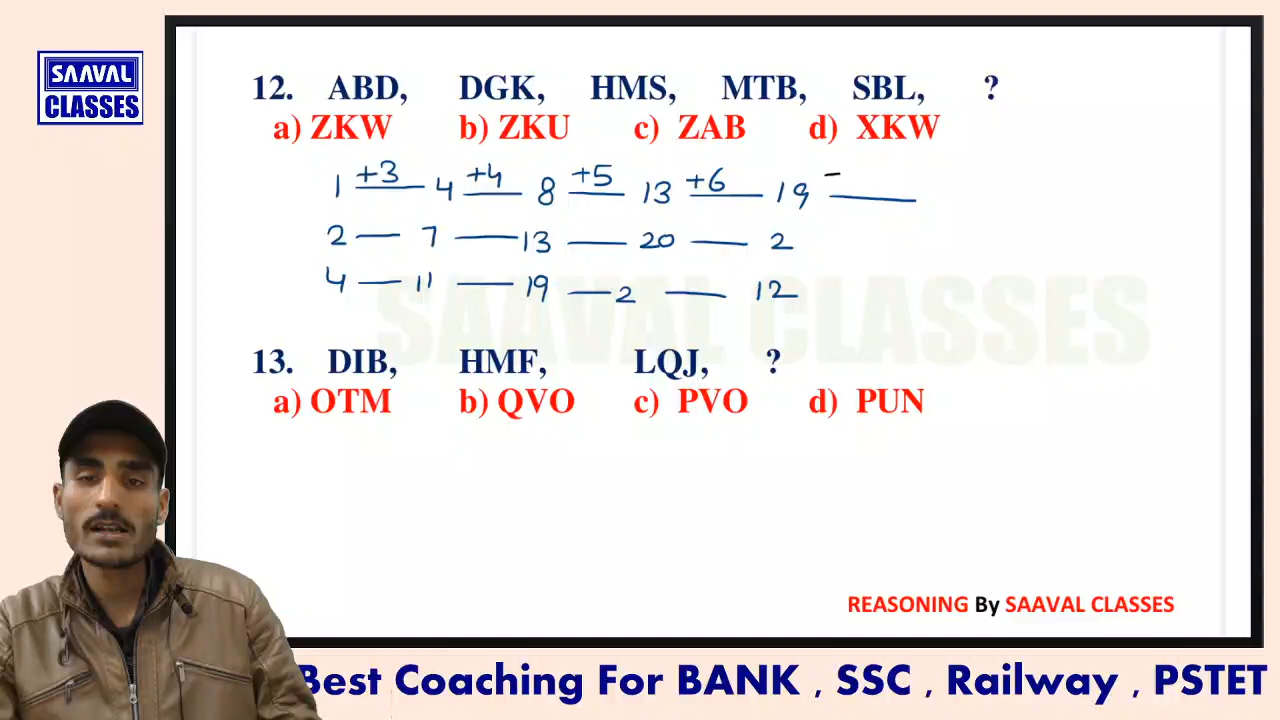 SAAVAL
CLASSES
12. ABD, DGK, HMS, MTB, SBL, ?
a) ZKW b) ZKU c) ZAB d) XKW
1 +3 4 +4 8 +5 13 +6 19
2 — 7 — 13 — 20 — 2
4 — 11 — 19 — 2 — 12
SAAVAL CLASSES
13. DIB, HMF, LQJ, ?
a) OTM b) QVO c) PVO d) PUN
REASONING By SAAVAL CLASSES
Best Coaching For BANK , SSC , Railway , PSTET